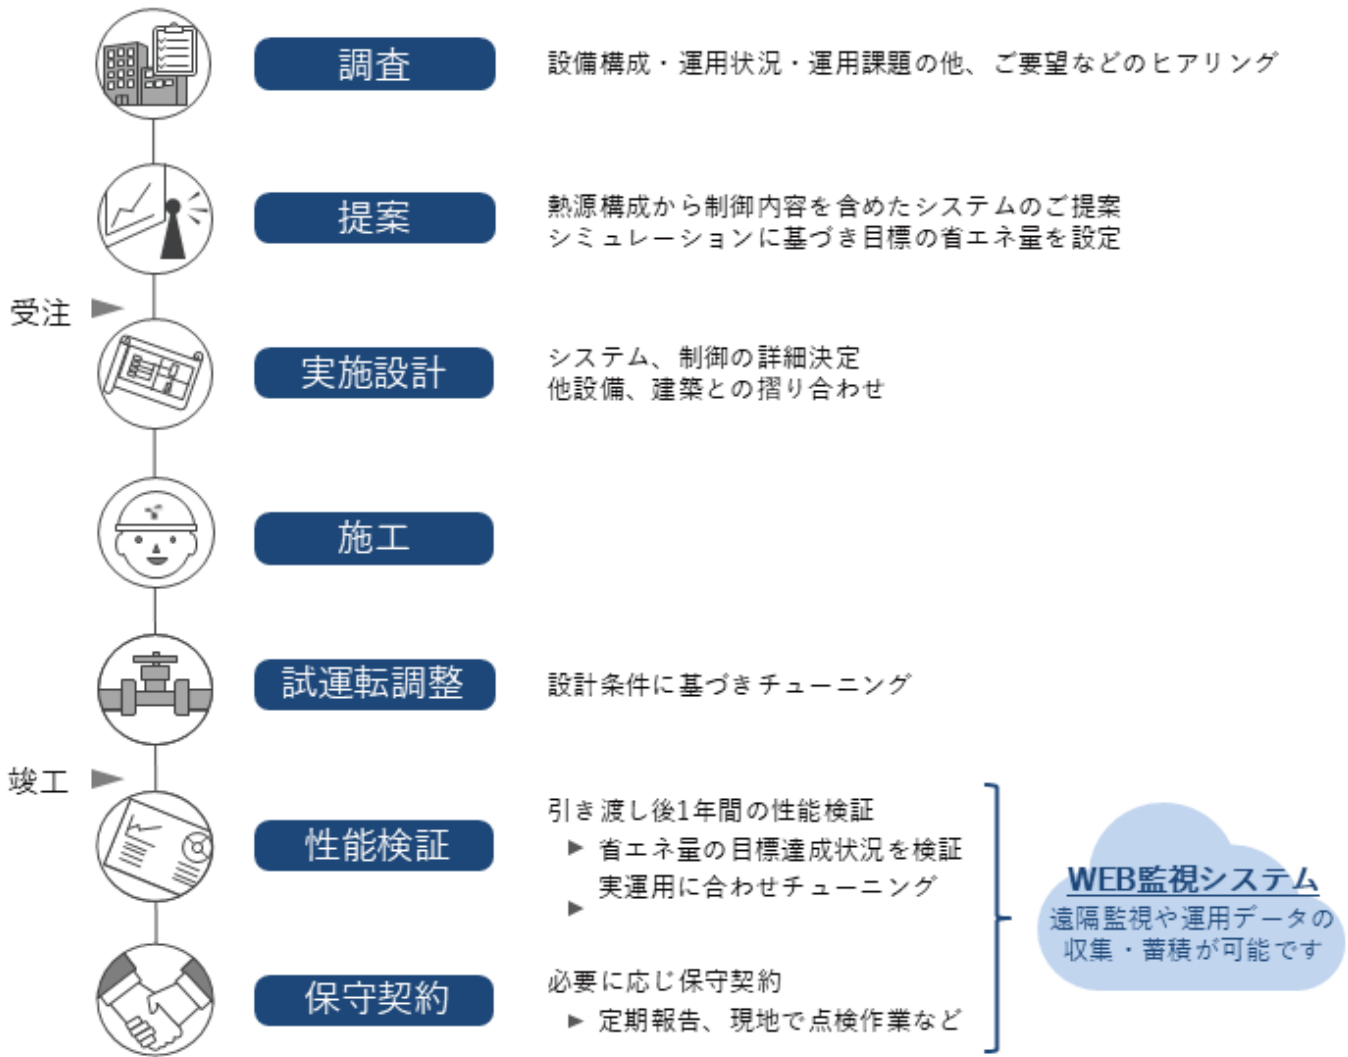 調査
設備構成・運用状況・運用課題の他、ご要望などのヒアリング
提案
熱源構成から制御内容を含めたシステムのご提案
シミュレーションに基づき目標の省エネ量を設定
受注
実施設計
システム、制御の詳細決定
他設備、建築との摺り合わせ
施工
試運転調整
設計条件に基づきチューニング
竣工
性能検証
引き渡し後1年間の性能検証
▶ 省エネ量の目標達成状況を検証
▶ 実運用に合わせチューニング
保守契約
必要に応じ保守契約
▶ 定期報告、現地で点検作業など
WEB監視システム
遠隔監視や運用データの
収集・蓄積が可能です